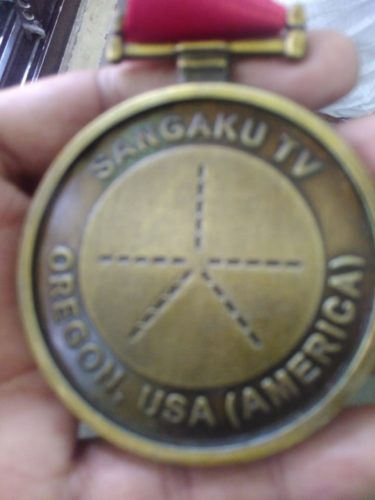 SANGAKU TV
OREGON, USA (AMERICA)